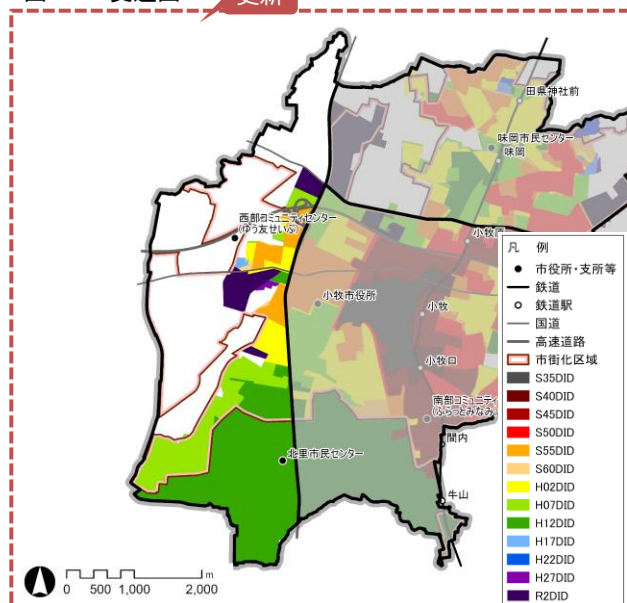 更新
田県神社前
味岡市民センター
味岡
西部コミュニティセンター
(ゆう友せいぶ)
小牧市役所
小牧
小牧口
南部コミュニティ
(ふらっとみなみ)
間内
北里市民センター
牛山
凡 例
市役所・支所等
鉄道
鉄道駅
国道
高速道路
市街化区域
S35DID
S40DID
S45DID
S50DID
S55DID
S60DID
H02DID
H07DID
H12DID
H17DID
H22DID
H27DID
R2DID
0 500 1,000 2,000
m